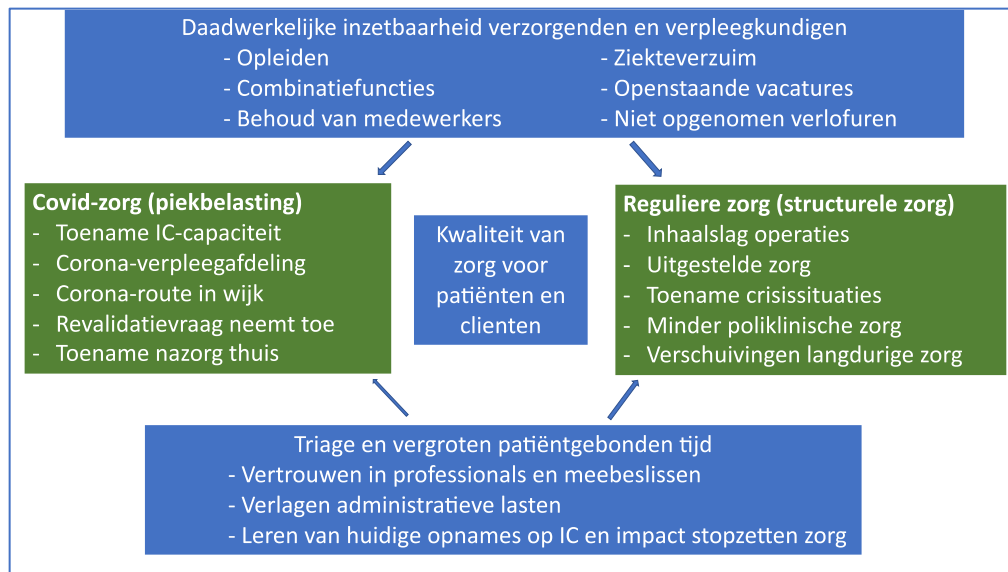 Daadwerkelijke inzetbaarheid verzorgenden en verpleegkundigen
- Opleiden
- Combinatiefuncties
- Behoud van medewerkers
- Ziekteverzuim
- Openstaande vacatures
- Niet opgenomen verlofuren
Covid-zorg (piekbelasting)
- Toename IC-capaciteit
- Corona-verpleegafdeling
- Corona-route in wijk
- Revalidatievraag neemt toe
- Toename nazorg thuis
Kwaliteit van
zorg voor
patiënten en
clienten
Reguliere zorg (structurele zorg)
- Inhaalslag operaties
- Uitgestelde zorg
- Toename crisissituaties
- Minder poliklinische zorg
- Verschuivingen langdurige zorg
Triage en vergroten patiëntgebonden tijd
- Vertrouwen in professionals en meebeslissen
- Verlagen administratieve lasten
- Leren van huidige opnames op IC en impact stopzetten zorg